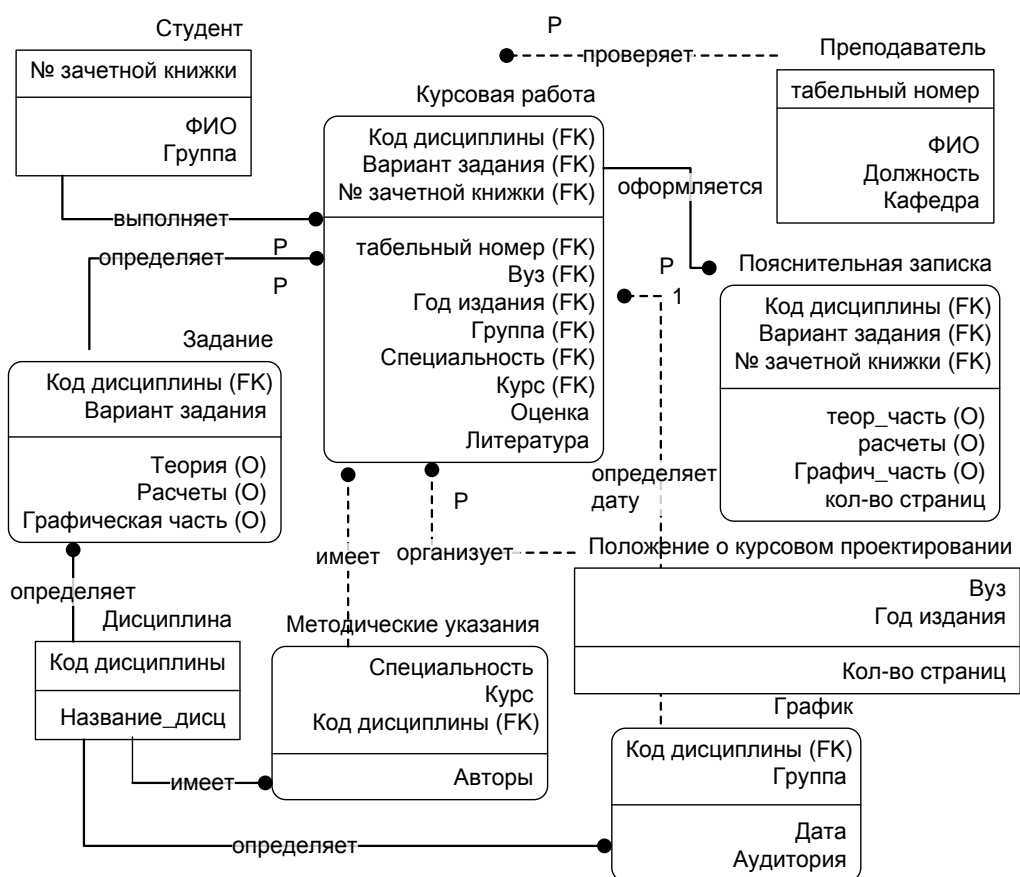 Студент
№ зачетной книжки
ФИО
Группа
P
проверяет
Преподаватель
табельный номер
ФИО
Должность
Кафедра
Курсовая работа
Код дисциплины (FK)
Вариант задания (FK)
№ зачетной книжки (FK)
табельный номер (FK)
Вуз (FK)
Год издания (FK)
Группа (FK)
Специальность (FK)
Курс (FK)
Оценка
Литература
выполняет
P
определяет
P
оформляется
P
1
Пояснительная записка
Код дисциплины (FK)
Вариант задания (FK)
№ зачетной книжки (FK)
теор_часть (O)
расчеты (O)
Графич_часть (O)
кол-во страниц
Задание
Код дисциплины (FK)
Вариант задания
Теория (O)
Расчеты (O)
Графическая часть (O)
определяет
дату
P
имеет
организует
Положение о курсовом проектировании
Вуз
Год издания
Кол-во страниц
определяет
Дисциплина
Код дисциплины
Название_дисц
Методические указания
Специальность
Курс
Код дисциплины (FK)
Авторы
имеет
График
Код дисциплины (FK)
Группа
Дата
Аудитория
определяет